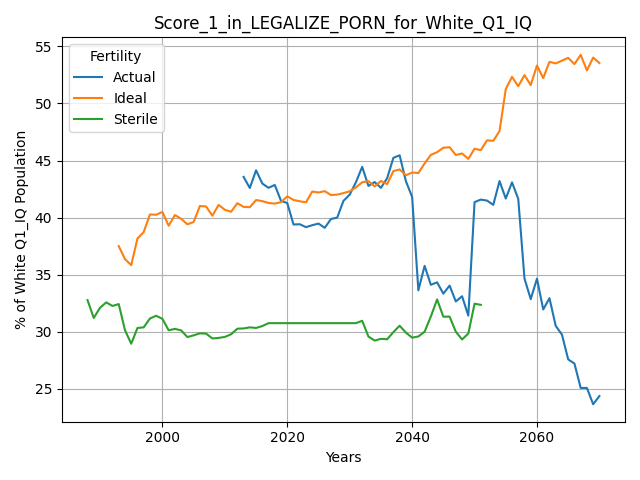 Score_1_in_LEGALIZE_PORN_for_White_Q1_IQ
Fertility
Actual
Ideal
Sterile
% of White Q1_IQ Population
55
50
45
40
35
30
25
2000
2020
2040
2060
Years